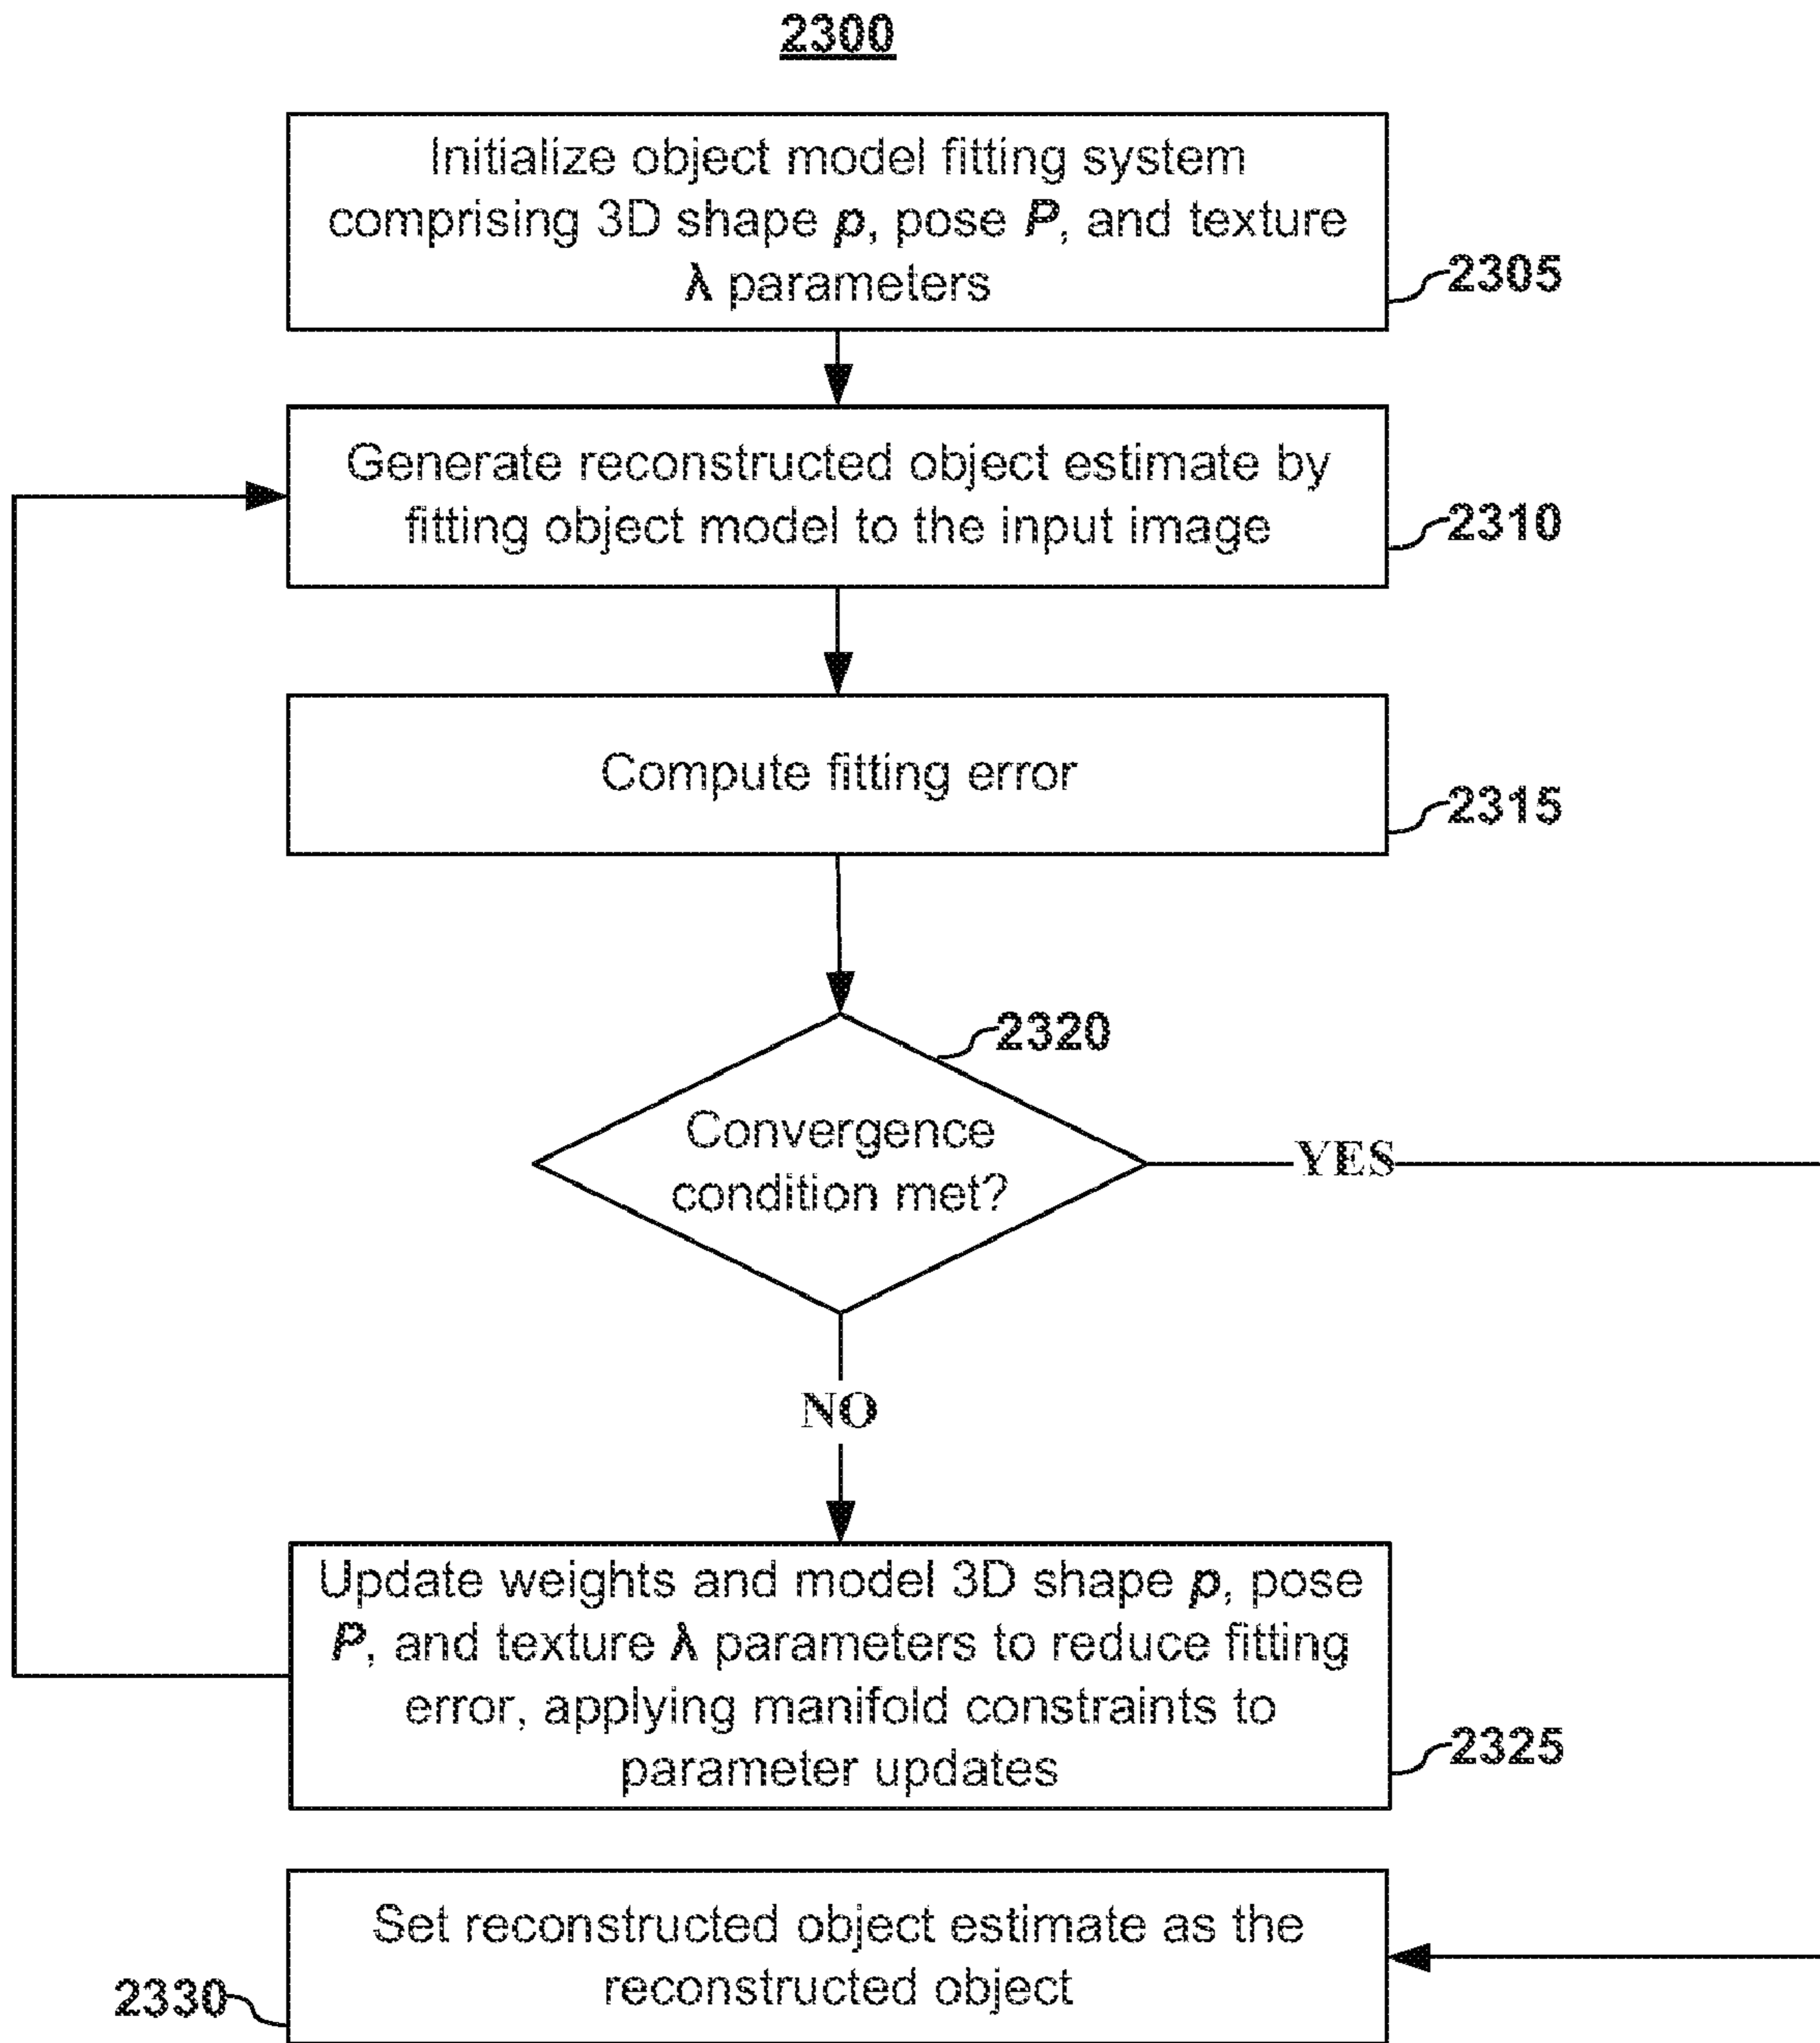 2300
Initialize object model fitting system
comprising 3D shape p, pose P, and texture
λ parameters
2305
Generate reconstructed object estimate by
fitting object model to the input image
2310
Compute fitting error
2315
2320
Convergence
condition met?
YES
NO
Update weights and model 3D shape p, pose
P, and texture λ parameters to reduce fitting
error, applying manifold constraints to
parameter updates
2325
Set reconstructed object estimate as the
reconstructed object
2330